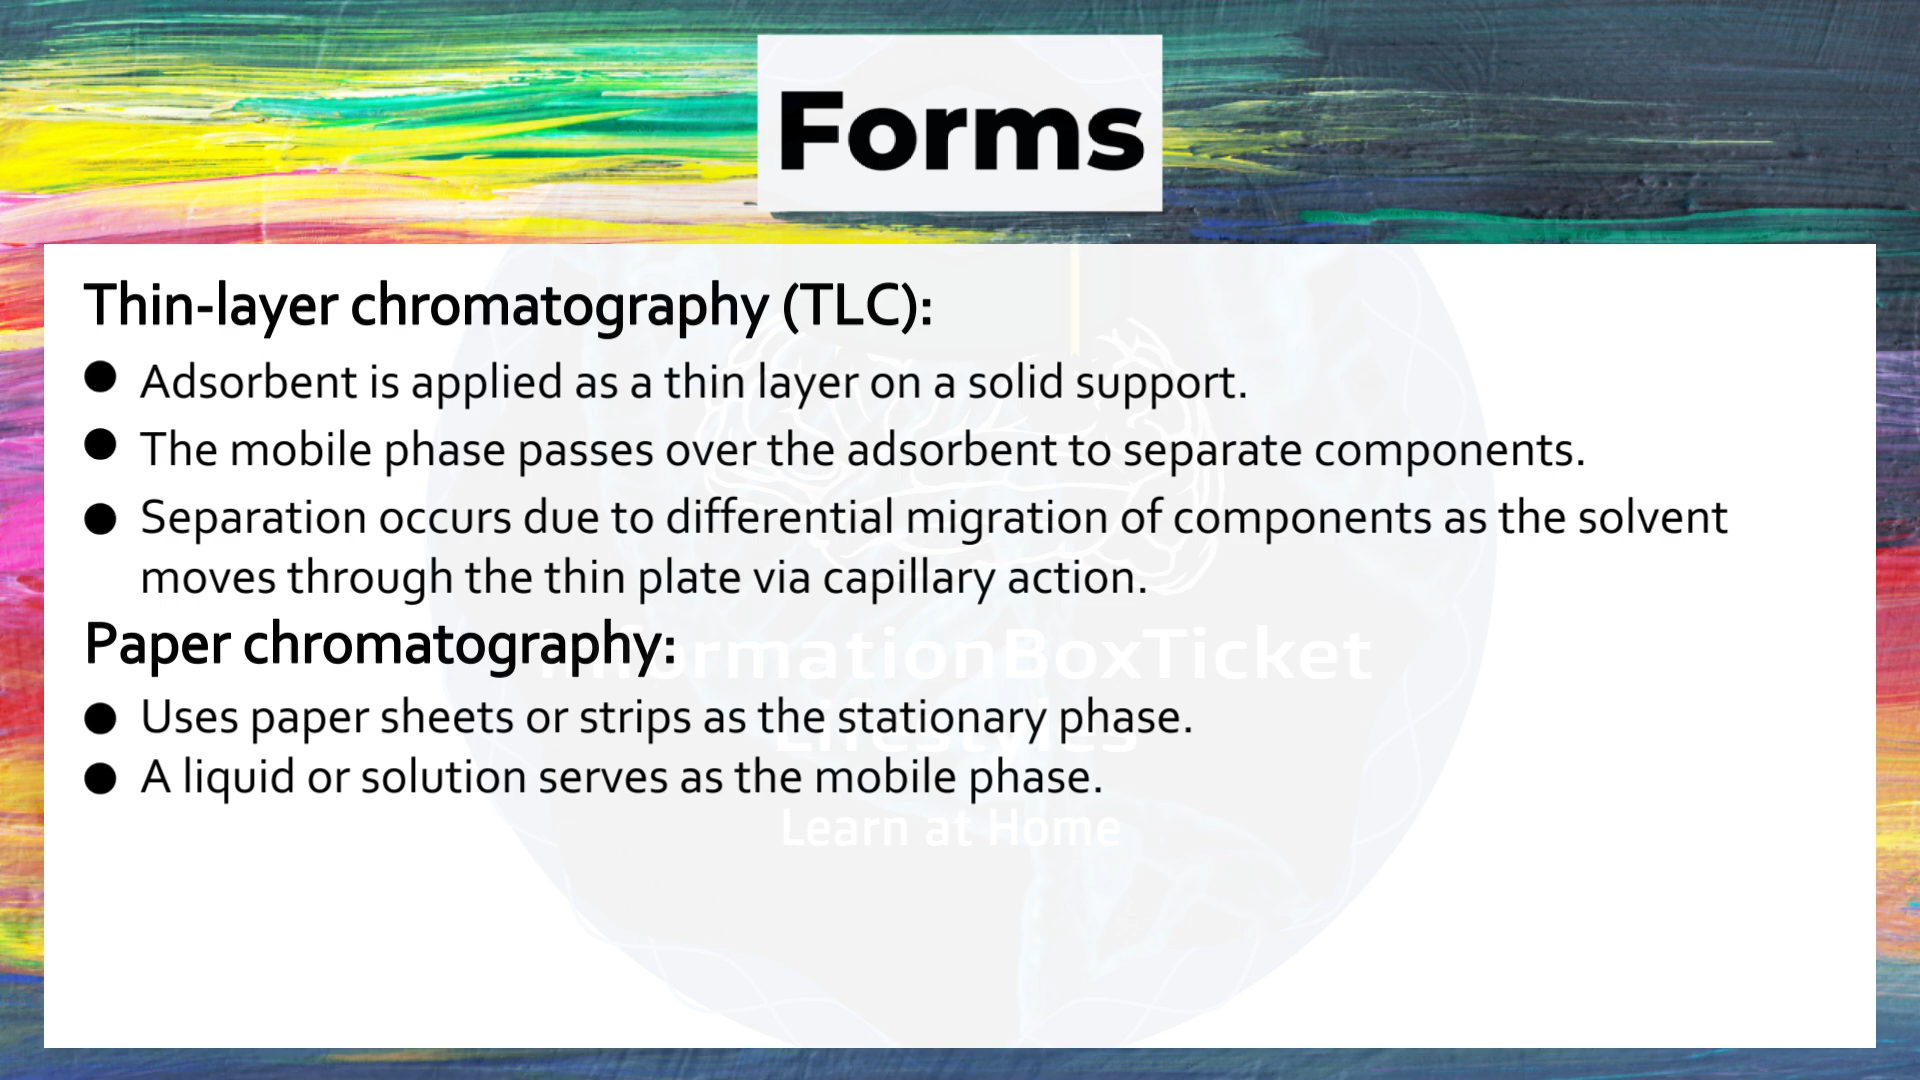 Forms
Thin-layer chromatography (TLC):
● Adsorbent is applied as a thin layer on a solid support.
● The mobile phase passes over the adsorbent to separate components.
● Separation occurs due to differential migration of components as the solvent
moves through the thin plate via capillary action.
Paper chromatography:
InformationBoxTicket
● Uses paper sheets or strips as the stationary phase.
Lifestyles
● A liquid or solution serves as the mobile phase.
Learn at Home